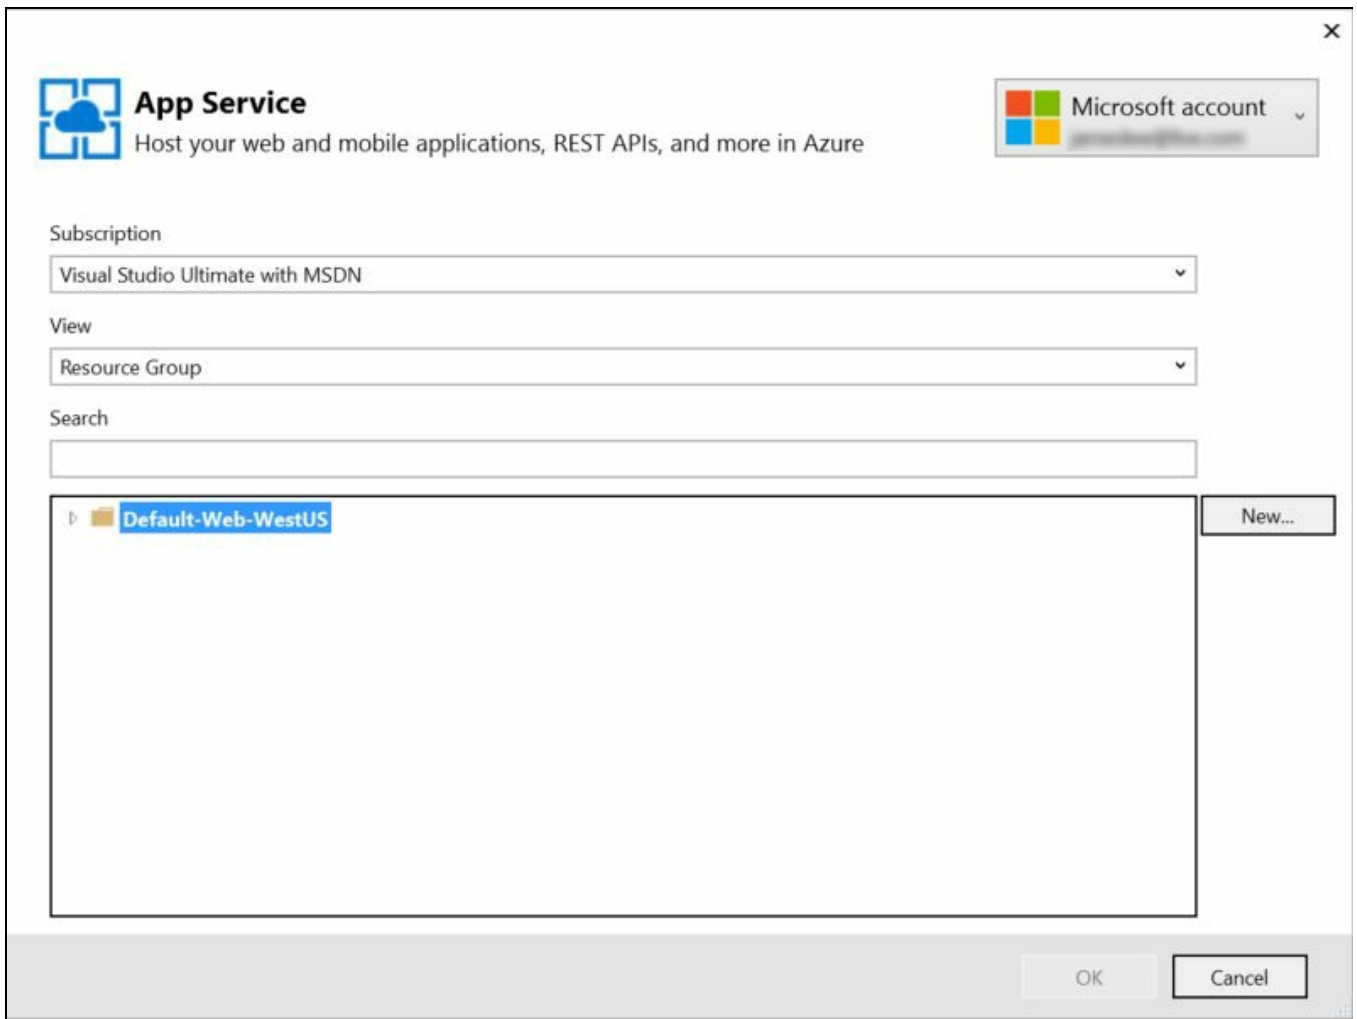 App Service
Host your web and mobile applications, REST APIs, and more in Azure
Microsoft account
Subscription
Visual Studio Ultimate with MSDN
View
Resource Group
Search
Default-Web-WestUS
New...
OK
Cancel